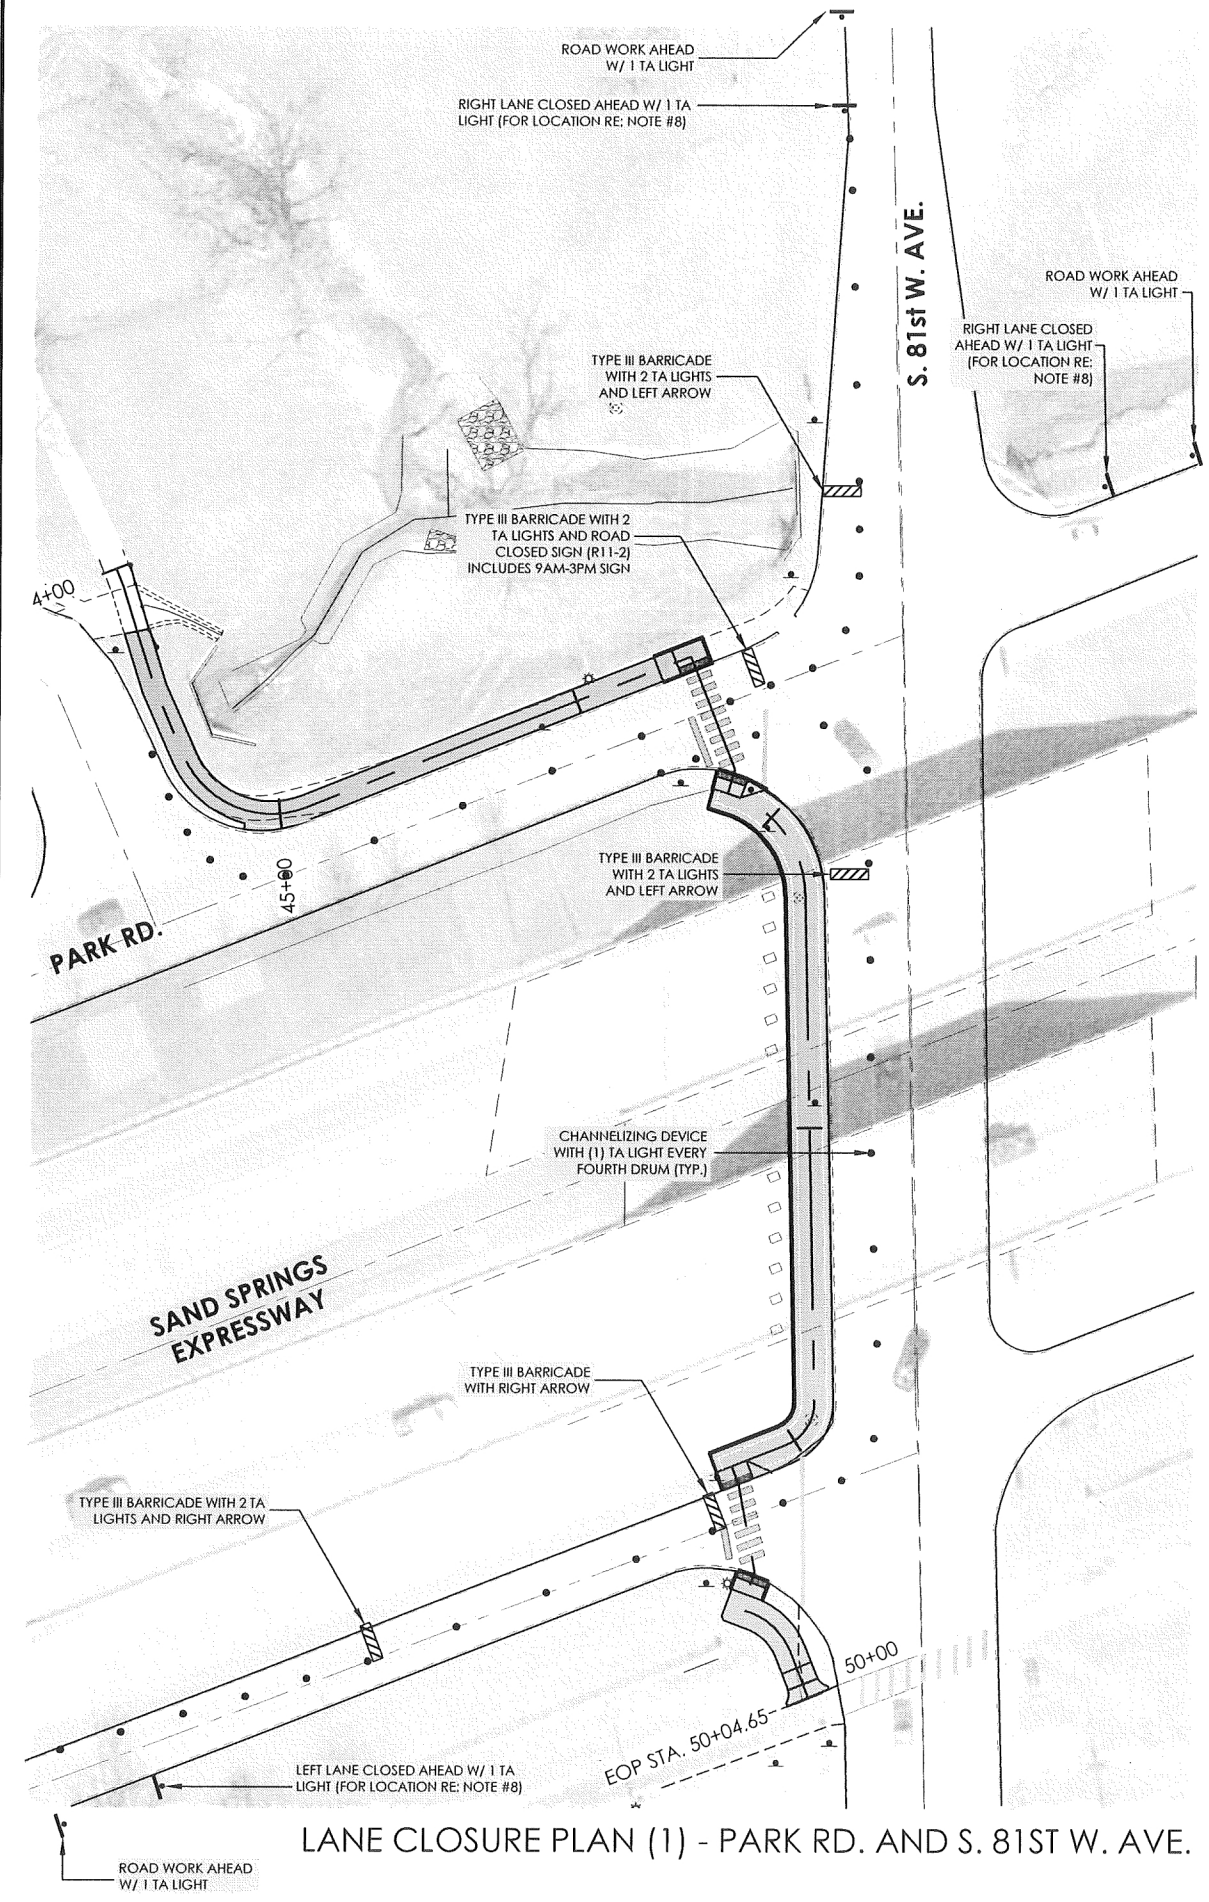 ROAD WORK AHEAD
W/ 1 TA LIGHT
RIGHT LANE CLOSED AHEAD W/ 1 TA
LIGHT (FOR LOCATION RE: NOTE #8)
S. 81st W. AVE.
ROAD WORK AHEAD
W/ 1 TA LIGHT
RIGHT LANE CLOSED
AHEAD W/ 1 TA LIGHT
(FOR LOCATION RE:
NOTE #8)
TYPE III BARRICADE
WITH 2 TA LIGHTS
AND LEFT ARROW
TYPE III BARRICADE WITH 2
TA LIGHTS AND ROAD
CLOSED SIGN (R11-2)
INCLUDES 9AM-3PM SIGN
4+00
45+00
PARK RD.
TYPE III BARRICADE
WITH 2 TA LIGHTS
AND LEFT ARROW
CHANNELIZING DEVICE
WITH (1) TA LIGHT EVERY
FOURTH DRUM (TYP.)
SAND SPRINGS
EXPRESSWAY
TYPE III BARRICADE
WITH RIGHT ARROW
TYPE III BARRICADE WITH 2 TA
LIGHTS AND RIGHT ARROW
50+00
EOP STA. 50+04.65
LEFT LANE CLOSED AHEAD W/ 1 TA
LIGHT (FOR LOCATION RE: NOTE #8)
LANE CLOSURE PLAN (1) - PARK RD. AND S. 81ST W. AVE.
ROAD WORK AHEAD
W/ 1 TA LIGHT